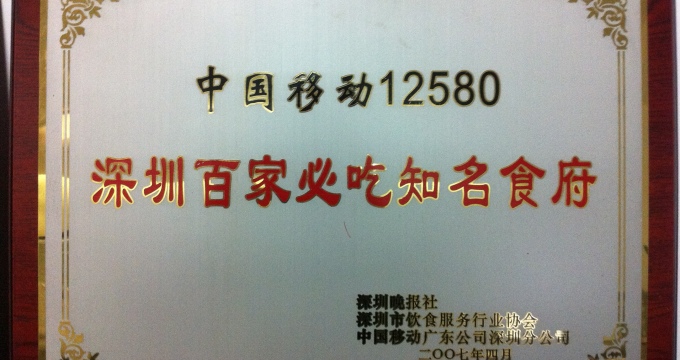 中国移动12580
深圳百家必吃知名食府
深圳晚报社
深圳市饮食服务行业协会
中国移动广东公司深圳分公司
二〇〇七年四月